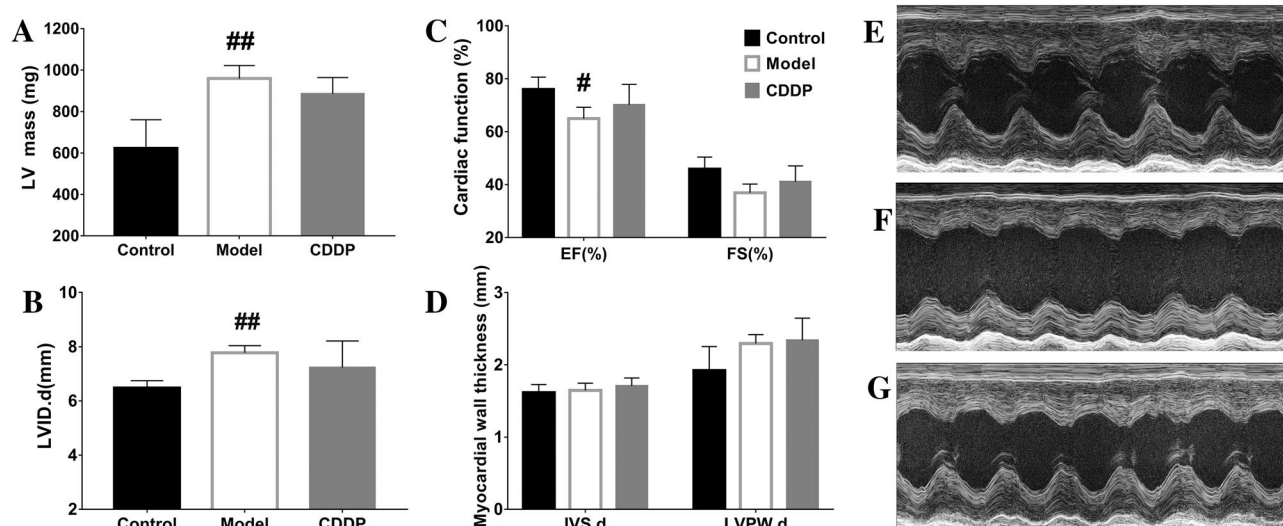 A
LV mass (mg)
1200
1000
800
600
400
200
##
Control Model CDDP
B
LVID.d(mm)
10
8
6
4
2
##
Control Model CDDP
C
Cardiac function (%)
100
80
60
40
20
#
Control
Model
CDDP
EF(%) FS(%)
D
Myocardial wall thickness (mm)
3
2
1
0
IVS.d LVPW.d
E
F
G